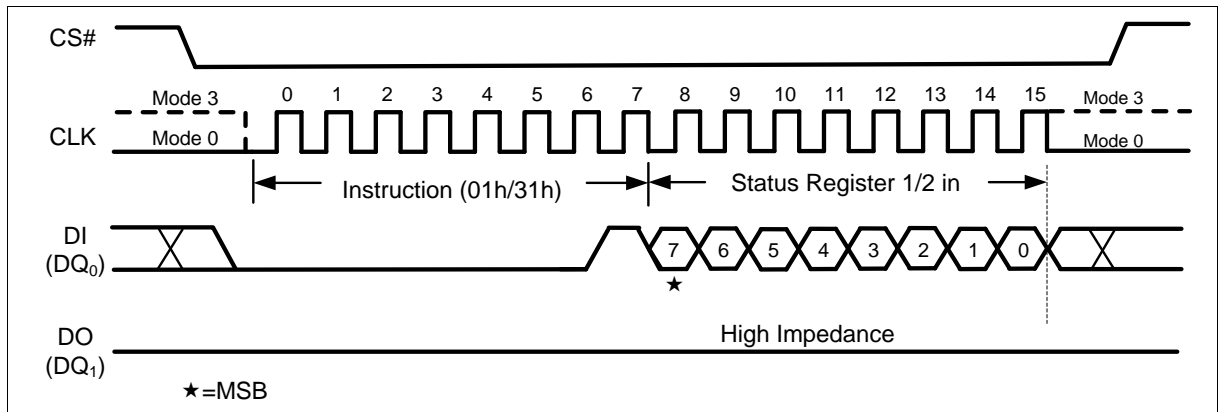 CS#
Mode 3
0 1 2 3 4 5 6 7 8 9 10 11 12 13 14 15
Mode 3
CLK
Mode 0
Mode 0
Instruction (01h/31h)
Status Register 1/2 in
DI
(DQ0)
7 6 5 4 3 2 1 0
★
DO
(DQ1)
High Impedance
★=MSB